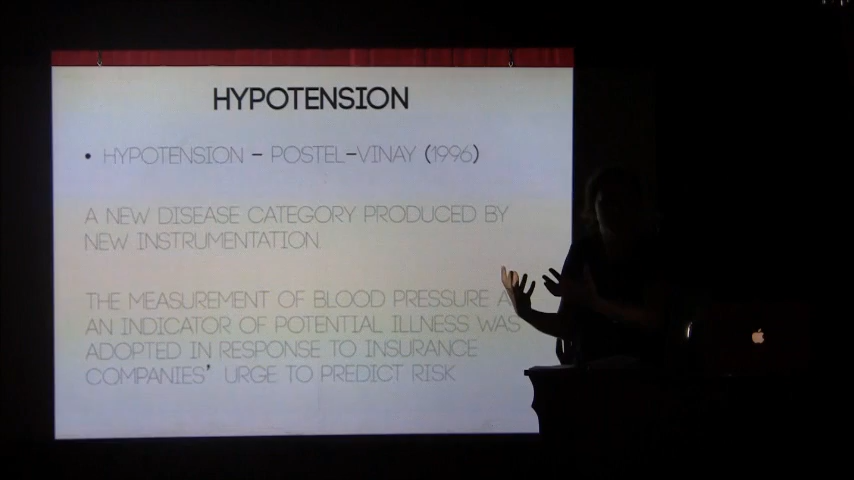 HYPOTENSION
• HYPOTENSION - POSTEL-VINAY (1996)
A NEW DISEASE CATEGORY PRODUCED BY
NEW INSTRUMENTATION.
THE MEASUREMENT OF BLOOD PRESSURE
AN INDICATOR OF POTENTIAL ILLNESS WAS
ADOPTED IN RESPONSE TO INSURANCE
COMPANIES' URGE TO PREDICT RISK